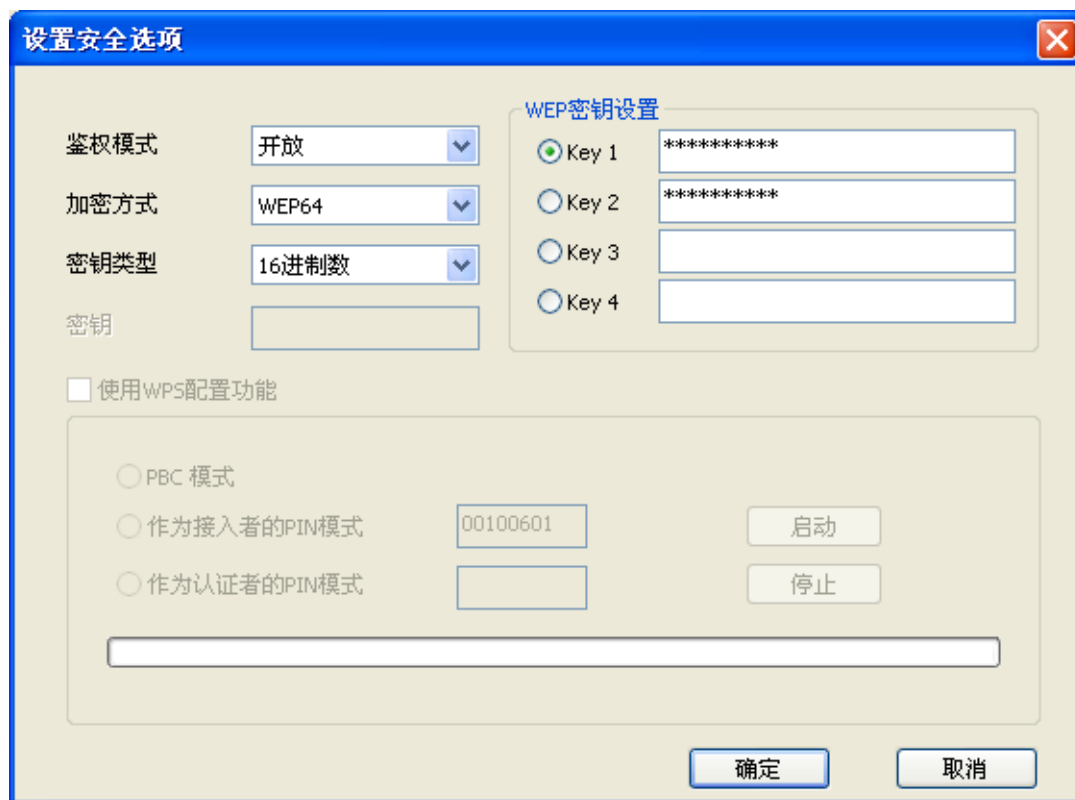 设置安全选项
鉴权模式 开放
加密方式 WEP64
密钥类型 16进制数
密钥
WEP密钥设置
Key 1 **********
Key 2 **********
Key 3
Key 4
使用WPS配置功能
PBC 模式
作为接入者的PIN模式 00100601 启动
作为认证者的PIN模式 停止
确定 取消